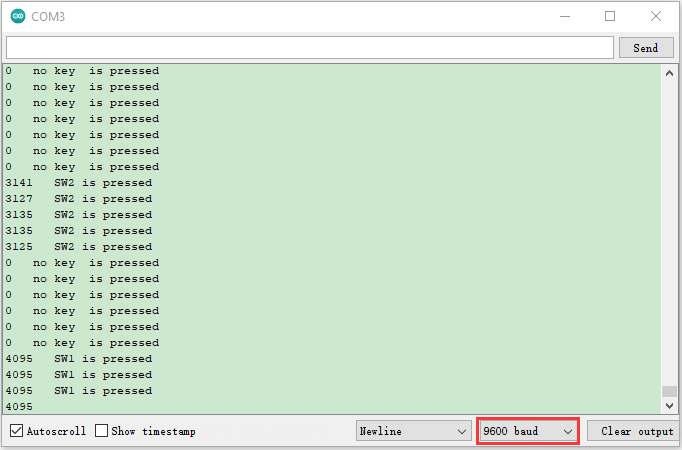 COM3
Send
0   no key  is pressed
0   no key  is pressed
0   no key  is pressed
0   no key  is pressed
0   no key  is pressed
0   no key  is pressed
0   no key  is pressed
3141   SW2 is pressed
3127   SW2 is pressed
3135   SW2 is pressed
3135   SW2 is pressed
3125   SW2 is pressed
0   no key  is pressed
0   no key  is pressed
0   no key  is pressed
0   no key  is pressed
0   no key  is pressed
0   no key  is pressed
4095   SW1 is pressed
4095   SW1 is pressed
4095   SW1 is pressed
4095
Autoscroll Show timestamp Newline 9600 baud Clear output